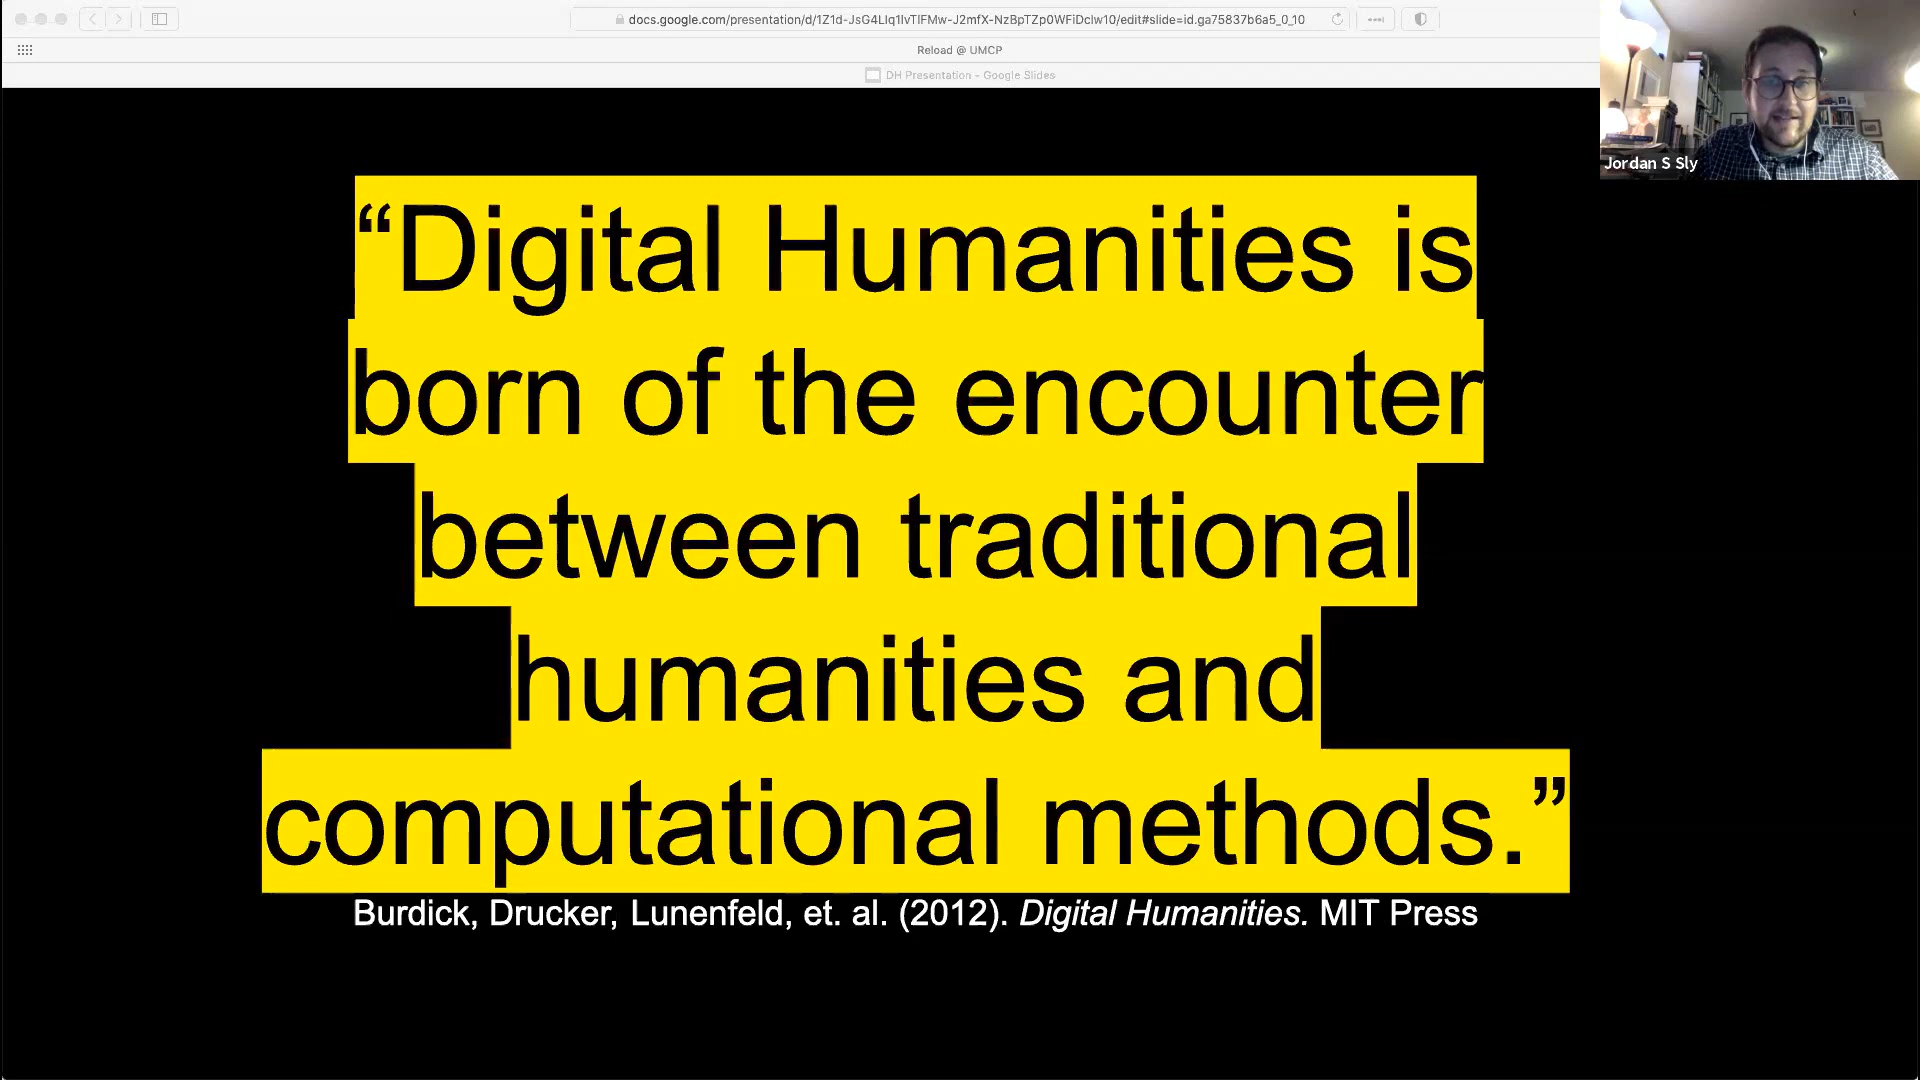 docs.google.com/presentation/d/1Z1d-JsG4LIq1IvTlFMw-J2mfX-NzBpTZp0WFiDclw10/edit#slide=id.ga75837b6a5_0_10
Reload @ UMCP
DH Presentation - Google Slides
Jordan S Sly
“Digital Humanities is
born of the encounter
between traditional
humanities and
computational methods.”
Burdick, Drucker, Lunenfeld, et. al. (2012). Digital Humanities. MIT Press